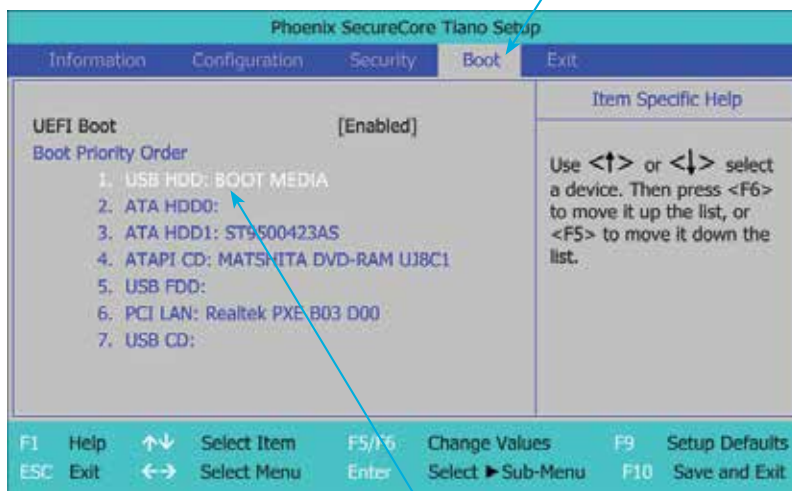 Phoenix SecureCore Tiano Setup
Information Configuration Security Boot Exit
UEFI Boot [Enabled]
Boot Priority Order
1. USB HDD: BOOT MEDIA
2. ATA HDD0:
3. ATA HDD1: ST9500423AS
4. ATAPI CD: MATSHITA DVD-RAM UJ8C1
5. USB FDD:
6. PCI LAN: Realtek PXE B03 D00
7. USB CD:
Item Specific Help
Use <↑> or <↓> select
a device. Then press <F6>
to move it up the list, or
<F5> to move it down the
list.
F1 Help ↑↓ Select Item F5/F6 Change Values F9 Setup Defaults
ESC Exit ←→ Select Menu Enter Select ►Sub-Menu F10 Save and Exit